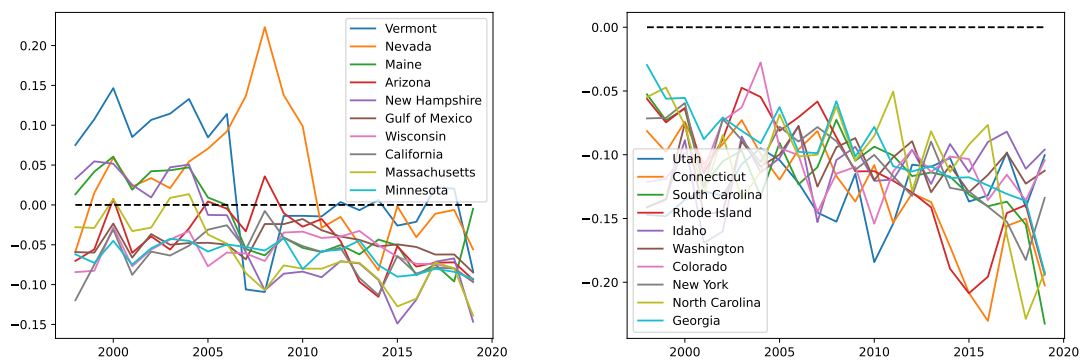 0.20
0.15
0.10
0.05
0.00
−0.05
−0.10
−0.15
2000
2005
2010
2015
2020
Vermont
Nevada
Maine
Arizona
New Hampshire
Gulf of Mexico
Wisconsin
California
Massachusetts
Minnesota
0.00
−0.05
−0.10
−0.15
−0.20
2000
2005
2010
2015
2020
Utah
Connecticut
South Carolina
Rhode Island
Idaho
Washington
Colorado
New York
North Carolina
Georgia